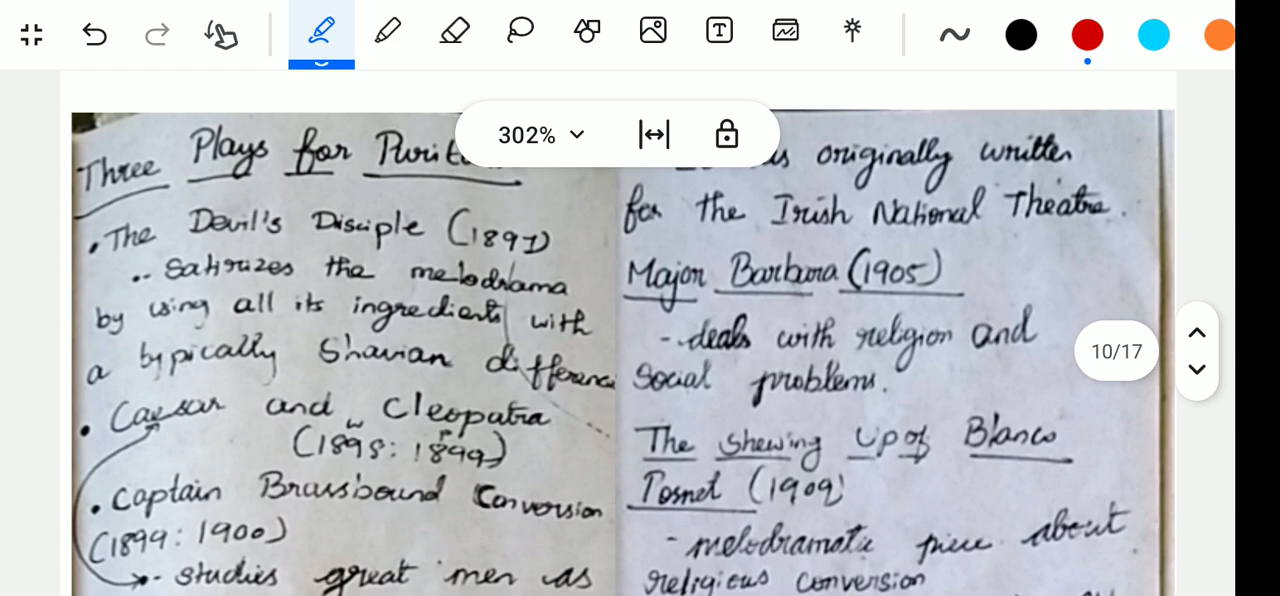 302%
10/17
Three Plays for
• The Devil's Disciple (1897)
.. Satirizes the melodrama
by using all its ingredients with
a typically Shavian difference
• Caesar and Cleopatra
(1898: 1899)
• Captain Brassbound Conversion
(1899: 1900)
- studies great men as
originally written
for the Irish National Theatre.
Major Barbara (1905)
- deals with religion and
Social problems.
The Shewing Up of Blanco
Posnet (1909)
- melodramatic piece about
religious conversion